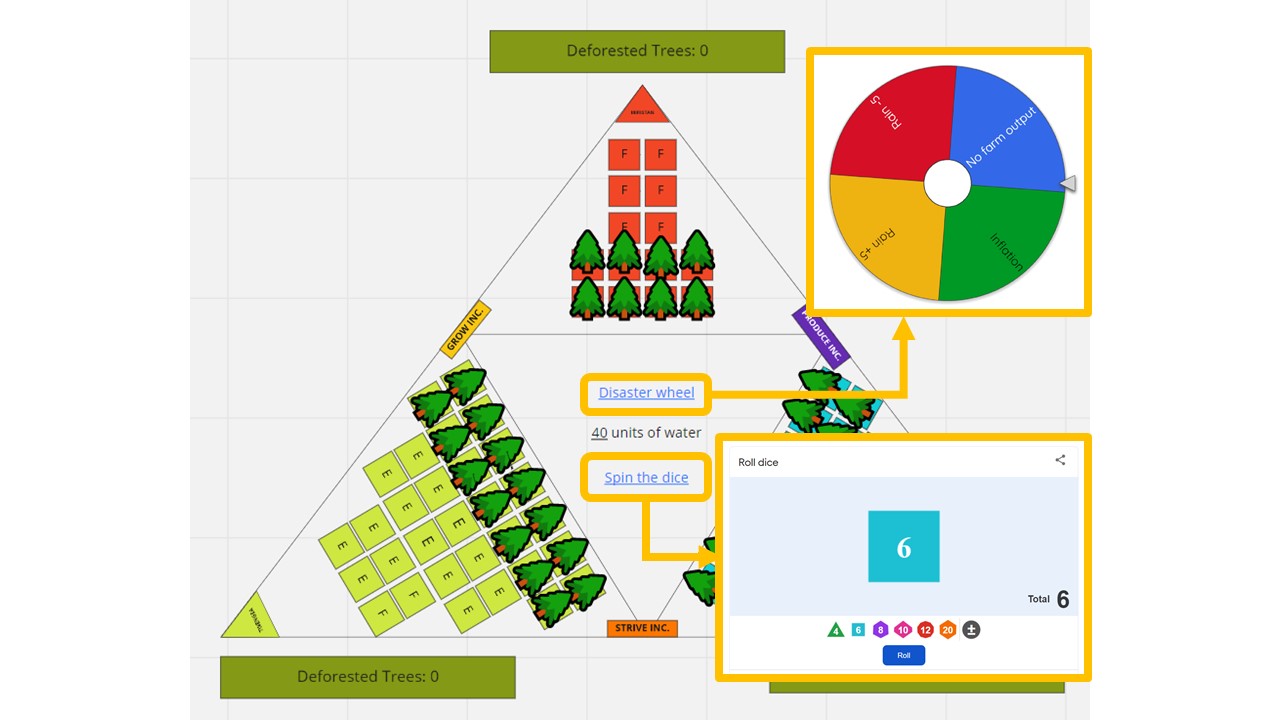 Deforested Trees: 0
F F
F F
F F
No farm output
Rain -5
Rain +5
Inflation
GROW INC.
PRODUCE INC.
Disaster wheel
40 units of water
Spin the dice
E
E
E
E
E
E
E
E
E
E
E
E
E
E
F
F
E
E
STRIVE INC.
Roll dice
6
Total 6
4 6 8 10 12 20 ±
Roll
Deforested Trees: 0